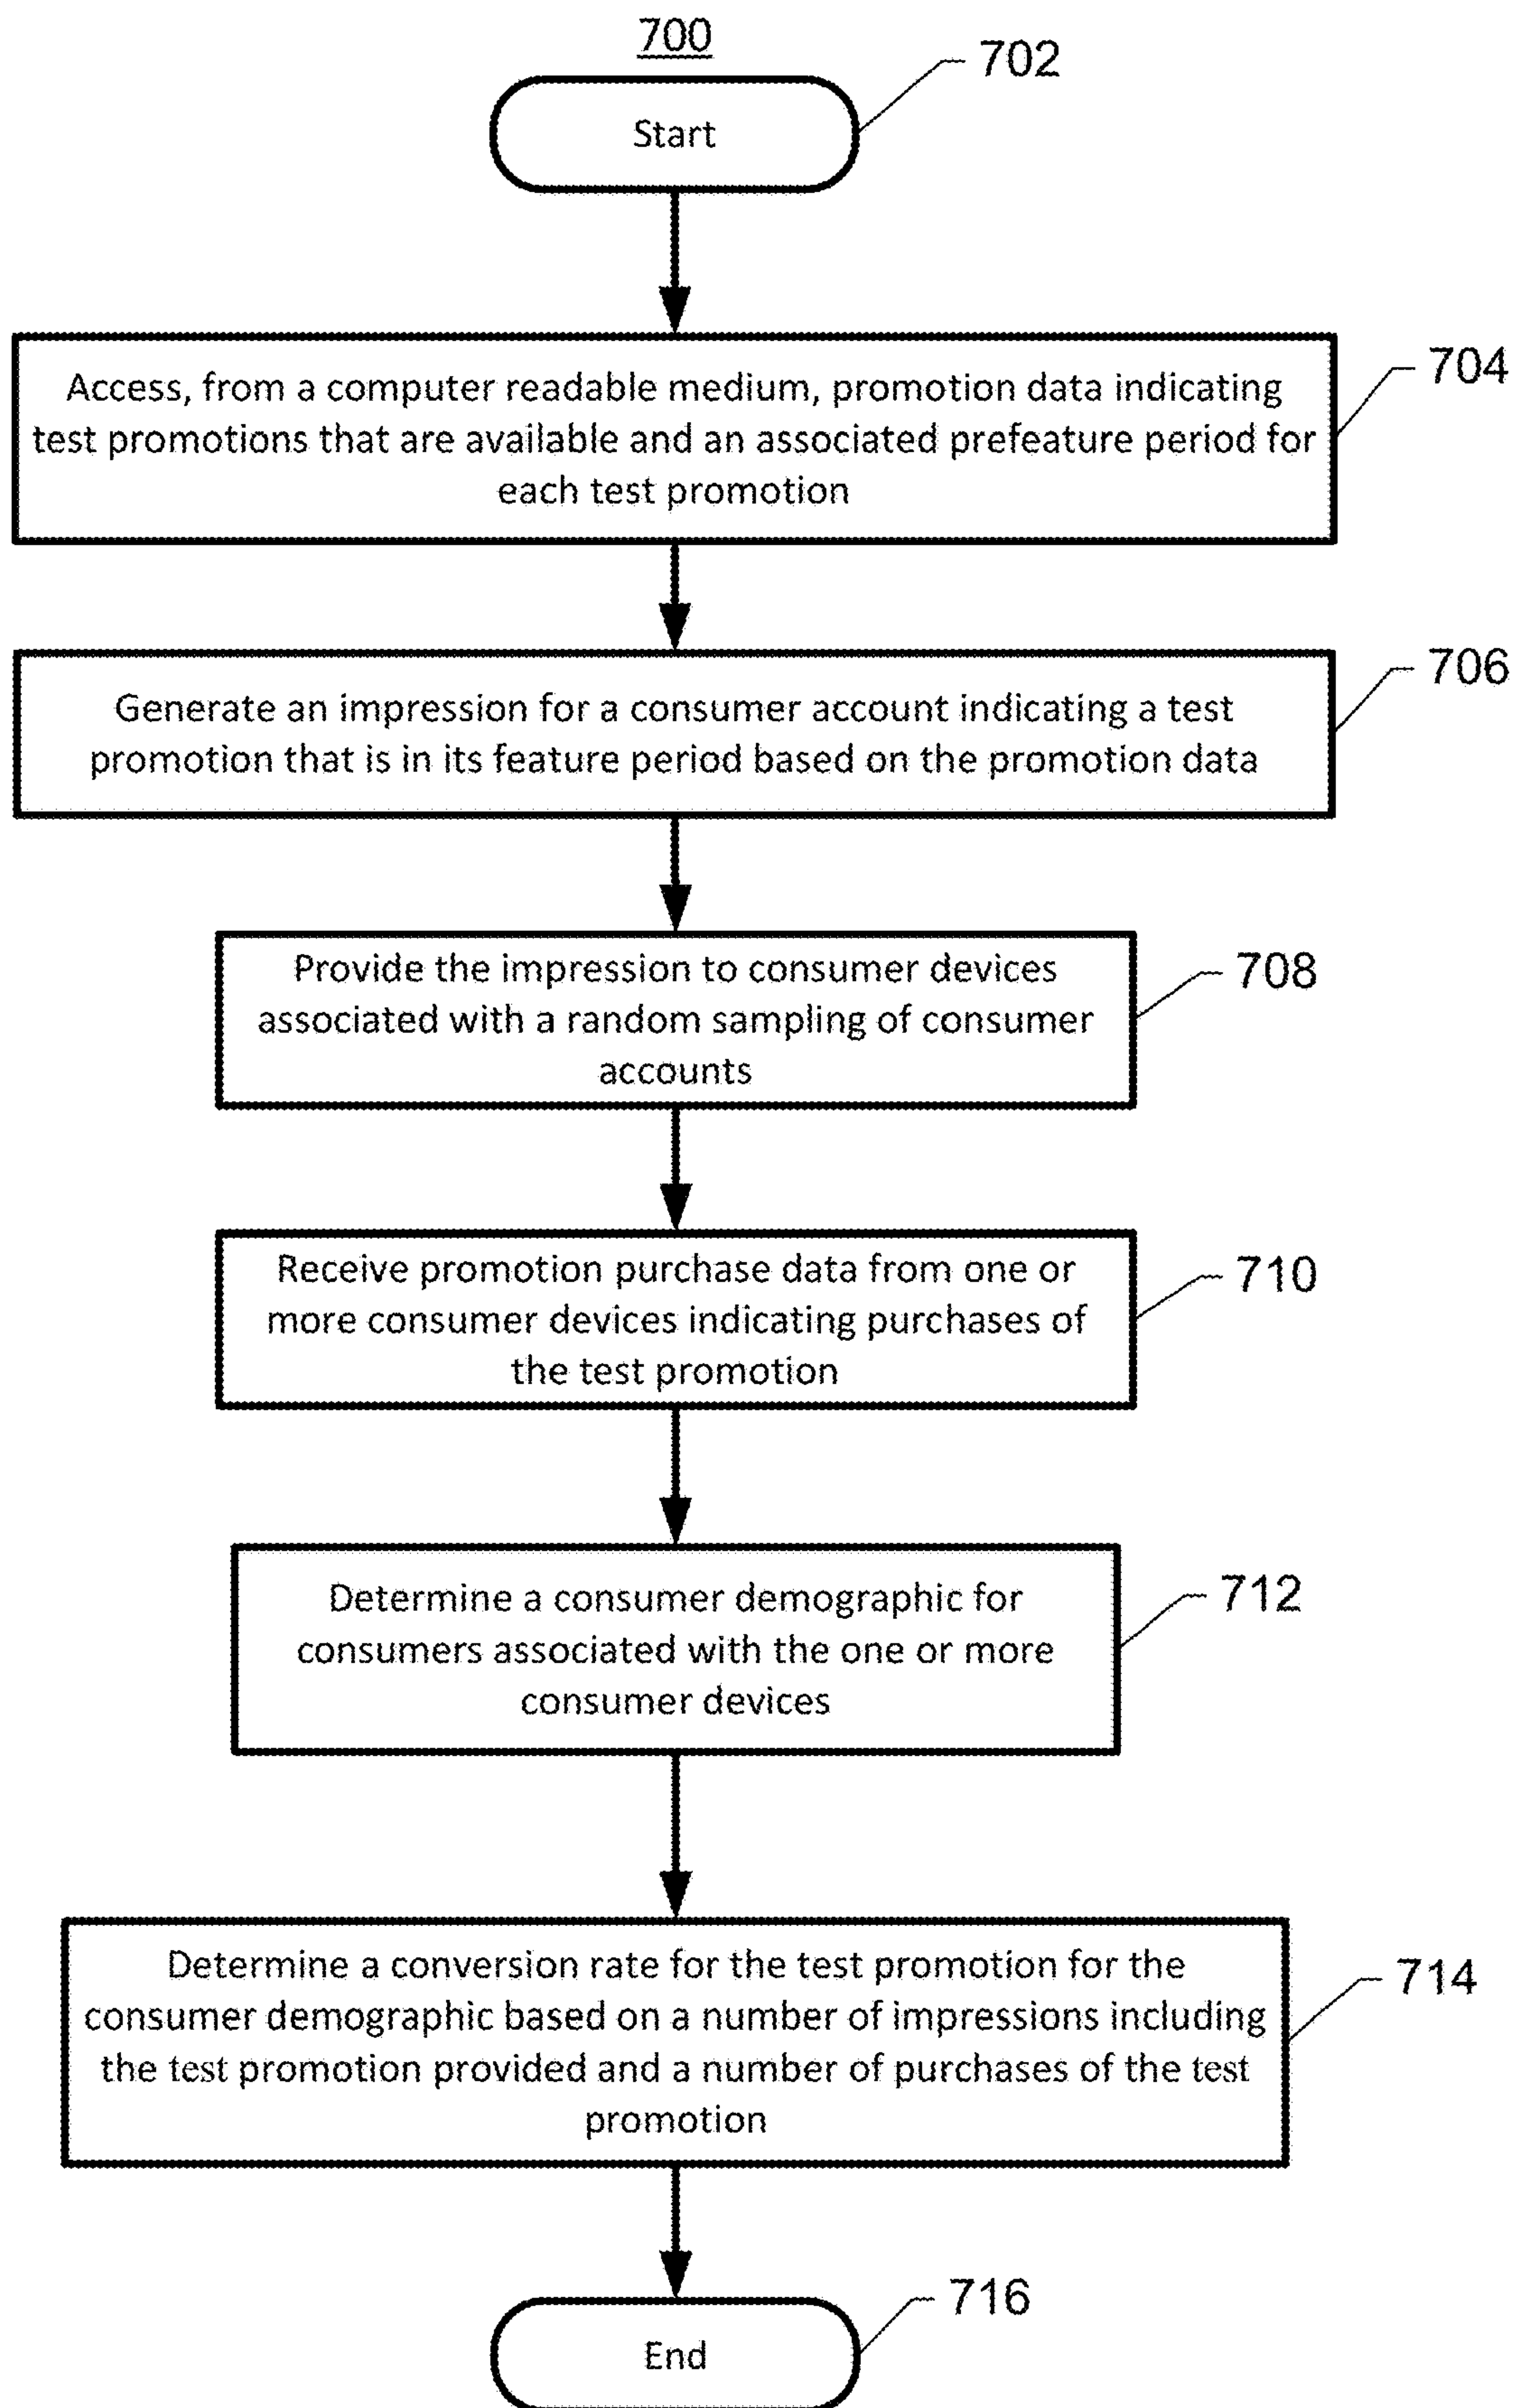 700
702
Start
704
Access, from a computer readable medium, promotion data indicating
test promotions that are available and an associated prefeature period for
each test promotion
706
Generate an impression for a consumer account indicating a test
promotion that is in its feature period based on the promotion data
708
Provide the impression to consumer devices
associated with a random sampling of consumer
accounts
710
Receive promotion purchase data from one or
more consumer devices indicating purchases of
the test promotion
712
Determine a consumer demographic for
consumers associated with the one or more
consumer devices
714
Determine a conversion rate for the test promotion for the
consumer demographic based on a number of impressions including
the test promotion provided and a number of purchases of the test
promotion
716
End